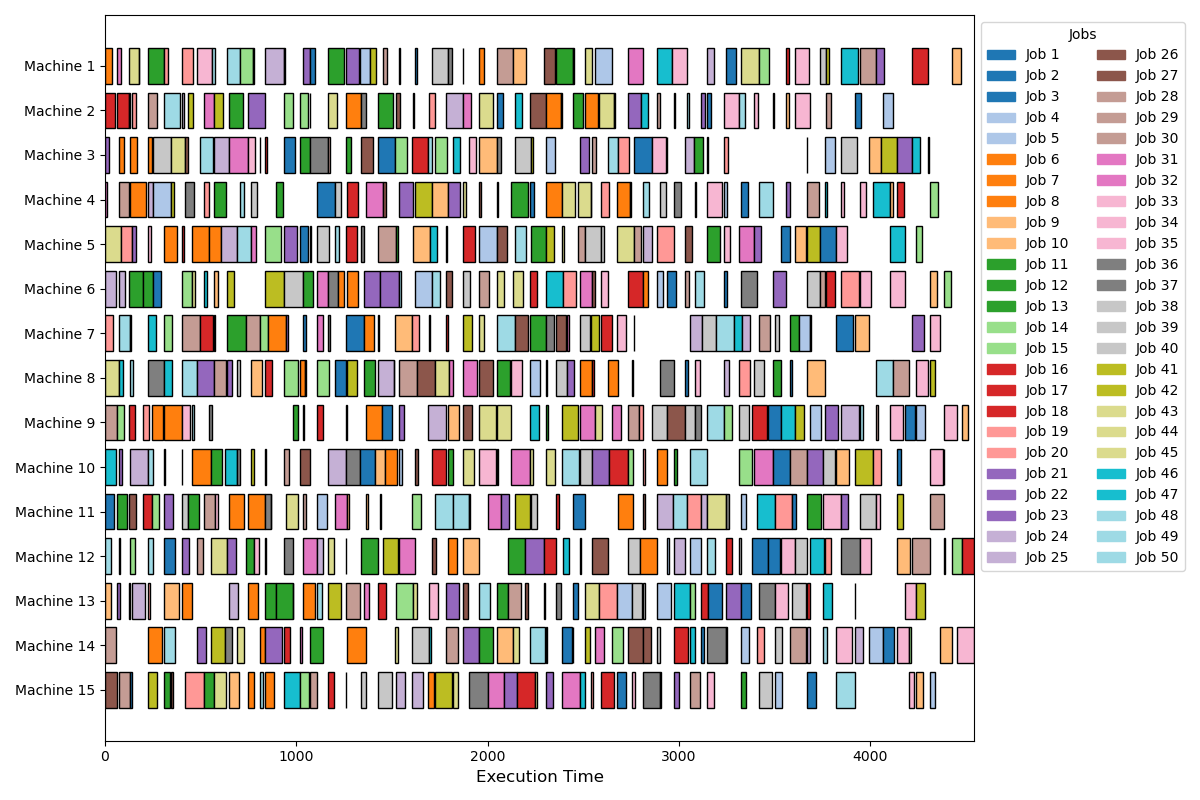 Machine 1
Machine 2
Machine 3
Machine 4
Machine 5
Machine 6
Machine 7
Machine 8
Machine 9
Machine 10
Machine 11
Machine 12
Machine 13
Machine 14
Machine 15
0 1000 2000 3000 4000
Execution Time
Jobs
Job 1 Job 26
Job 2 Job 27
Job 3 Job 28
Job 4 Job 29
Job 5 Job 30
Job 6 Job 31
Job 7 Job 32
Job 8 Job 33
Job 9 Job 34
Job 10 Job 35
Job 11 Job 36
Job 12 Job 37
Job 13 Job 38
Job 14 Job 39
Job 15 Job 40
Job 16 Job 41
Job 17 Job 42
Job 18 Job 43
Job 19 Job 44
Job 20 Job 45
Job 21 Job 46
Job 22 Job 47
Job 23 Job 48
Job 24 Job 49
Job 25 Job 50